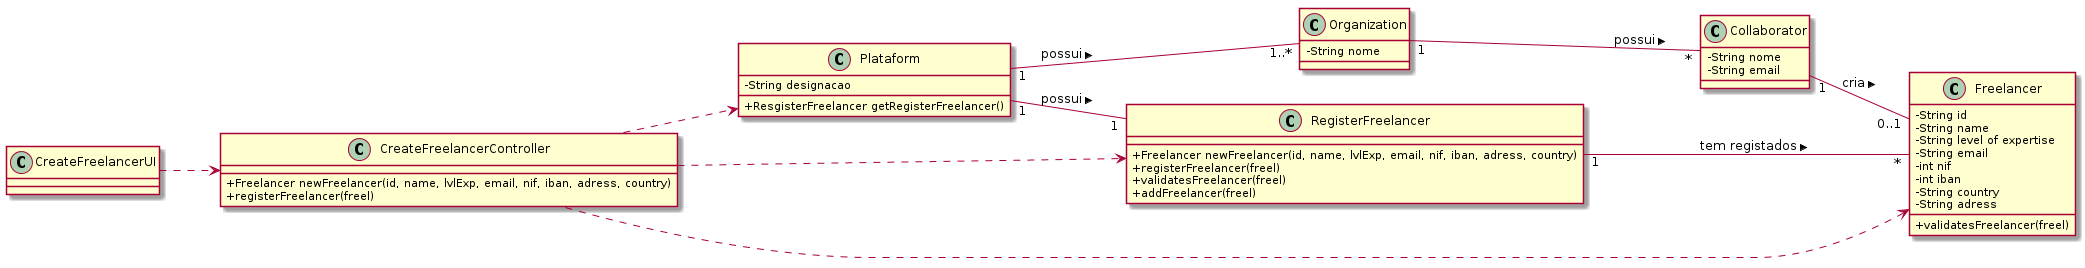 C CreateFreelancerUI
C CreateFreelancerController
+Freelancer newFreelancer(id, name, lvlExp, email, nif, iban, adress, country)
+registerFreelancer(freel)
C Plataform
-String designacao
+ResgisterFreelancer getRegisterFreelancer()
possui ▶
1
1..*
possui ▶
1
1
C Organization
-String nome
C RegisterFreelancer
+Freelancer newFreelancer(id, name, lvlExp, email, nif, iban, adress, country)
+registerFreelancer(freel)
+validatesFreelancer(freel)
+addFreelancer(freel)
possui ▶
1
*
C Collaborator
-String nome
-String email
cria ▶
1
0..1
tem registados ▶
1
*
C Freelancer
-String id
-String name
-String level of expertise
-String email
-int nif
-int iban
-String country
-String adress
+validatesFreelancer(freel)